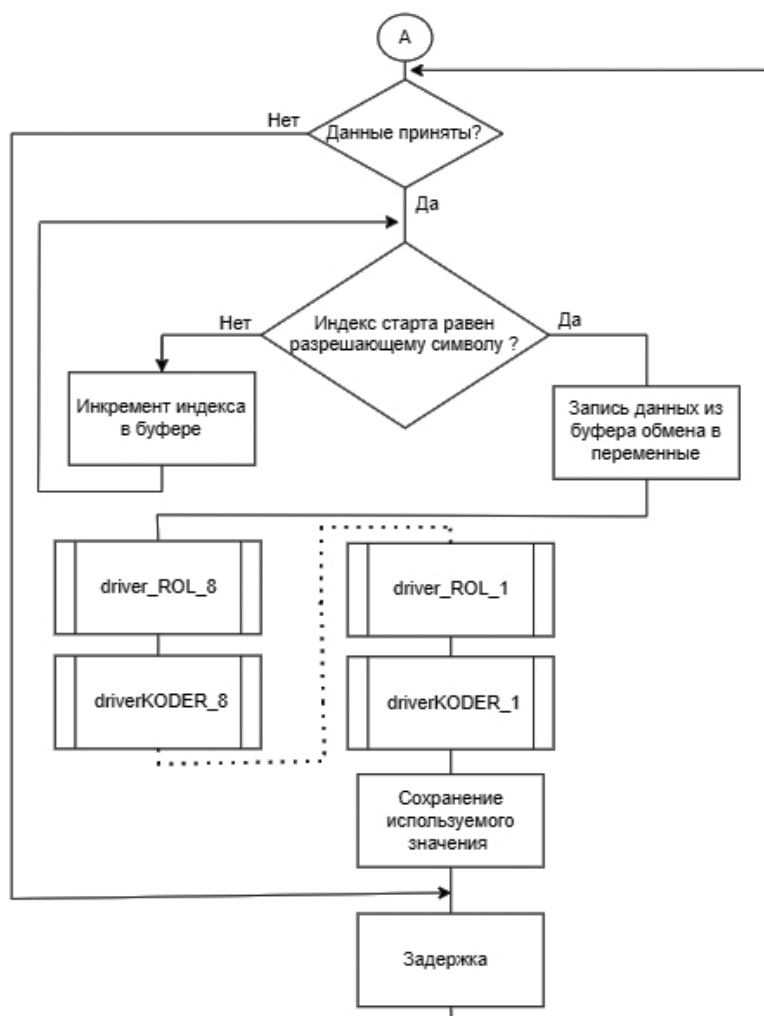 A
Нет
Данные приняты?
Да
Нет
Индекс старта равен
разрешающему символу ?
Да
Инкремент индекса
в буфере
Запись данных из
буфера обмена в
переменные
driver_ROL_8
driver_ROL_1
driverKODER_8
driverKODER_1
Сохранение
используемого
значения
Задержка